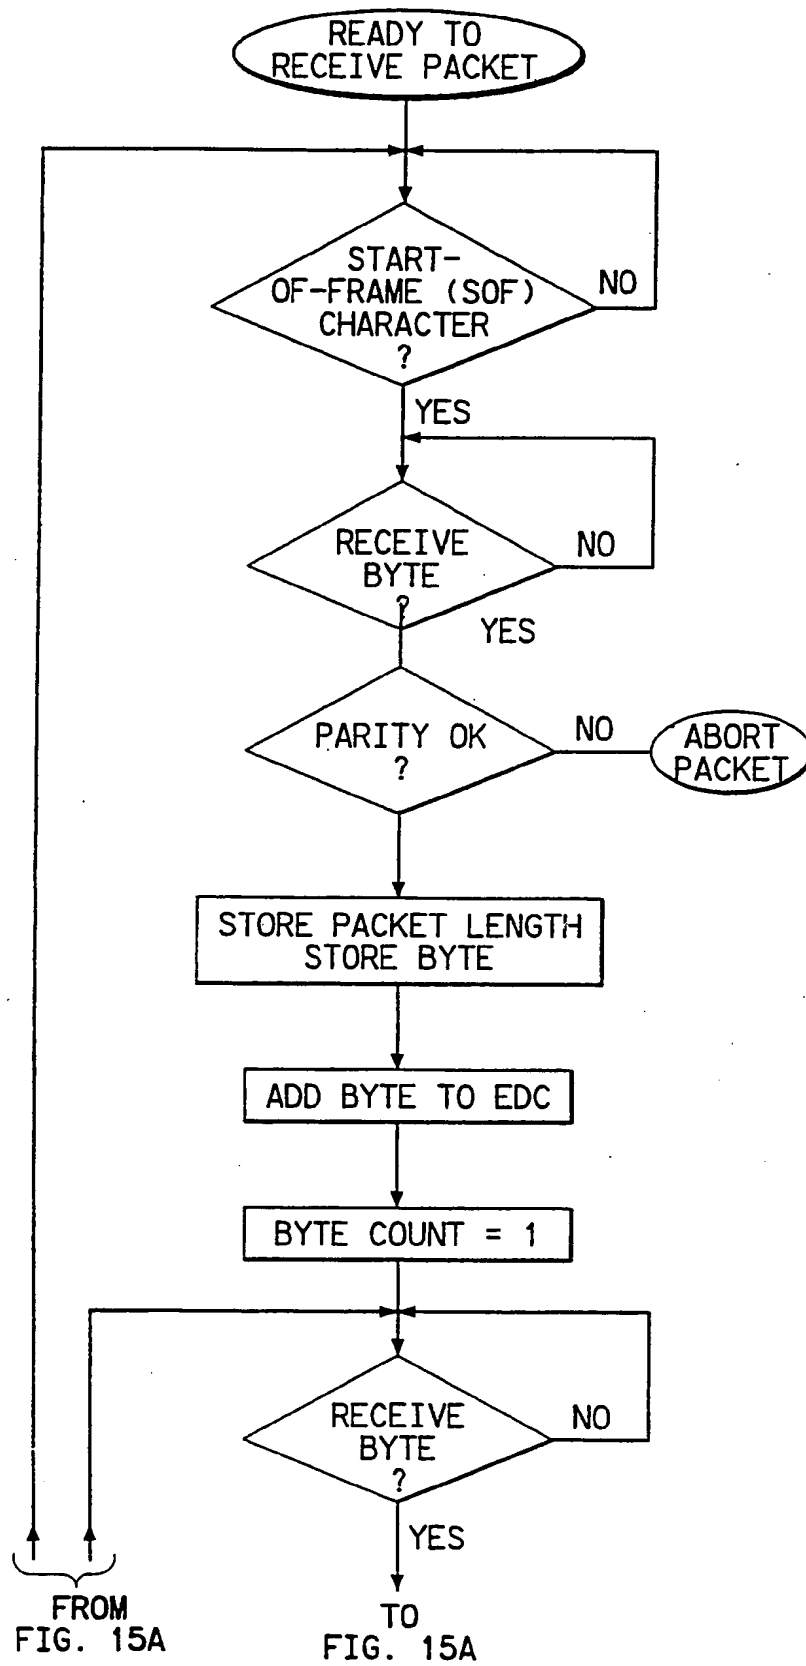 READY TO
RECEIVE PACKET
START-
OF-FRAME (SOF)
CHARACTER
?
NO
YES
RECEIVE
BYTE
?
NO
YES
PARITY OK
?
NO
ABORT
PACKET
STORE PACKET LENGTH
STORE BYTE
ADD BYTE TO EDC
BYTE COUNT = 1
RECEIVE
BYTE
?
NO
YES
FROM
FIG. 15A
TO
FIG. 15A